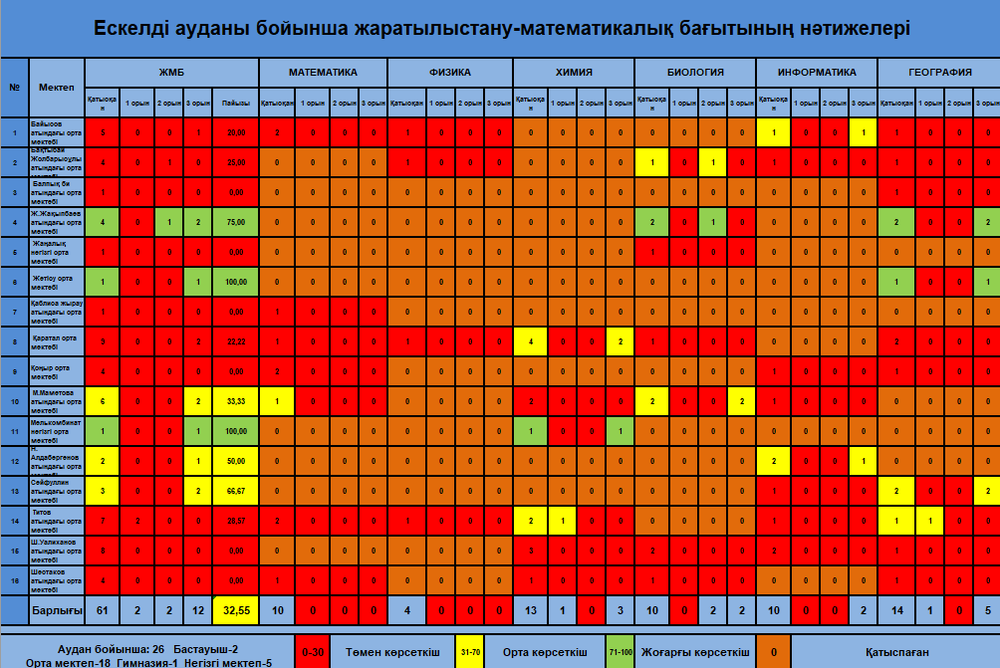 Ескелді ауданы бойынша жаратылыстану-математикалық бағытының нәтижелері
№ Мектеп ЖМБ МАТЕМАТИКА ФИЗИКА ХИМИЯ БИОЛОГИЯ ИНФОРМАТИКА ГЕОГРАФИЯ
Қатысқан 1 орын 2 орын 3 орын Пайызы Қатысқан 1 орын 2 орын 3 орын Қатысқан 1 орын 2 орын 3 орын Қатысқан 1 орын 2 орын 3 орын Қатысқан 1 орын 2 орын 3 орын Қатысқан 1 орын 2 орын 3 орын Қатысқан 1 орын 2 орын 3 орын
1 Байысов атындағы орта мектебі 5 0 0 1 20,00 2 0 0 0 1 0 0 0 0 0 0 0 0 0 0 0 1 0 0 1 1 0 0 0
2 Бақтыбай Жолбарысұлы атындағы орта мектебі 4 0 1 0 25,00 0 0 0 0 1 0 0 0 0 0 0 0 1 0 1 0 1 0 0 0 1 0 0 0
3 Балпық би атындағы орта мектебі 1 0 0 0 0,00 0 0 0 0 0 0 0 0 0 0 0 0 0 0 0 0 0 0 0 0 1 0 0 0
4 Ж.Жақыпбаев атындағы орта мектебі 4 0 1 2 75,00 0 0 0 0 0 0 0 0 0 0 0 0 2 0 1 0 0 0 0 0 2 0 0 2
5 Жаңалық негізгі орта мектебі 1 0 0 0 0,00 0 0 0 0 0 0 0 0 0 0 0 0 1 0 0 0 0 0 0 0 0 0 0 0
6 Жетісу орта мектебі 1 0 0 1 100,00 0 0 0 0 0 0 0 0 0 0 0 0 0 0 0 0 0 0 0 0 1 0 0 1
7 Қаблиса жырау атындағы орта мектебі 1 0 0 0 0,00 1 0 0 0 0 0 0 0 0 0 0 0 0 0 0 0 0 0 0 0 0 0 0 0
8 Қаратал орта мектебі 9 0 0 2 22,22 1 0 0 0 1 0 0 0 4 0 0 2 1 0 0 0 0 0 0 0 2 0 0 0
9 Қоңыр орта мектебі 4 0 0 0 0,00 2 0 0 0 0 0 0 0 0 0 0 0 0 0 0 0 1 0 0 0 1 0 0 0
10 М.Маметова атындағы орта мектебі 6 0 0 2 33,33 1 0 0 0 0 0 0 0 2 0 0 0 2 0 0 2 1 0 0 0 0 0 0 0
11 Мелькомбинат негізгі орта мектебі 1 0 0 1 100,00 0 0 0 0 0 0 0 0 1 0 0 1 0 0 0 0 0 0 0 0 0 0 0 0
12 Н. Алдабергенов атындағы орта мектебі 2 0 0 1 50,00 0 0 0 0 0 0 0 0 0 0 0 0 0 0 0 0 2 0 0 1 0 0 0 0
13 Сейфуллин атындағы орта мектебі 3 0 0 2 66,67 0 0 0 0 0 0 0 0 0 0 0 0 0 0 0 0 1 0 0 0 2 0 0 2
14 Титов атындағы орта мектебі 7 2 0 0 28,57 2 0 0 0 1 0 0 0 2 1 0 0 0 0 0 0 1 0 0 0 1 1 0 0
15 Ш.Уалиханов атындағы орта мектебі 8 0 0 0 0,00 0 0 0 0 0 0 0 0 3 0 0 0 2 0 0 0 2 0 0 0 1 0 0 0
16 Шестаков атындағы орта мектебі 4 0 0 0 0,00 1 0 0 0 0 0 0 0 1 0 0 0 1 0 0 0 0 0 0 0 1 0 0 0
Барлығы 61 2 2 12 32,55 10 0 0 0 4 0 0 0 13 1 0 3 10 0 2 2 10 0 0 2 14 1 0 5
Аудан бойынша: 26 Бастауыш-2
Орта мектеп-18 Гимназия-1 Негізгі мектеп-5
0-30 Төмен көрсеткіш 31-70 Орта көрсеткіш 71-100 Жоғарғы көрсеткіш 0 Қатыспаған